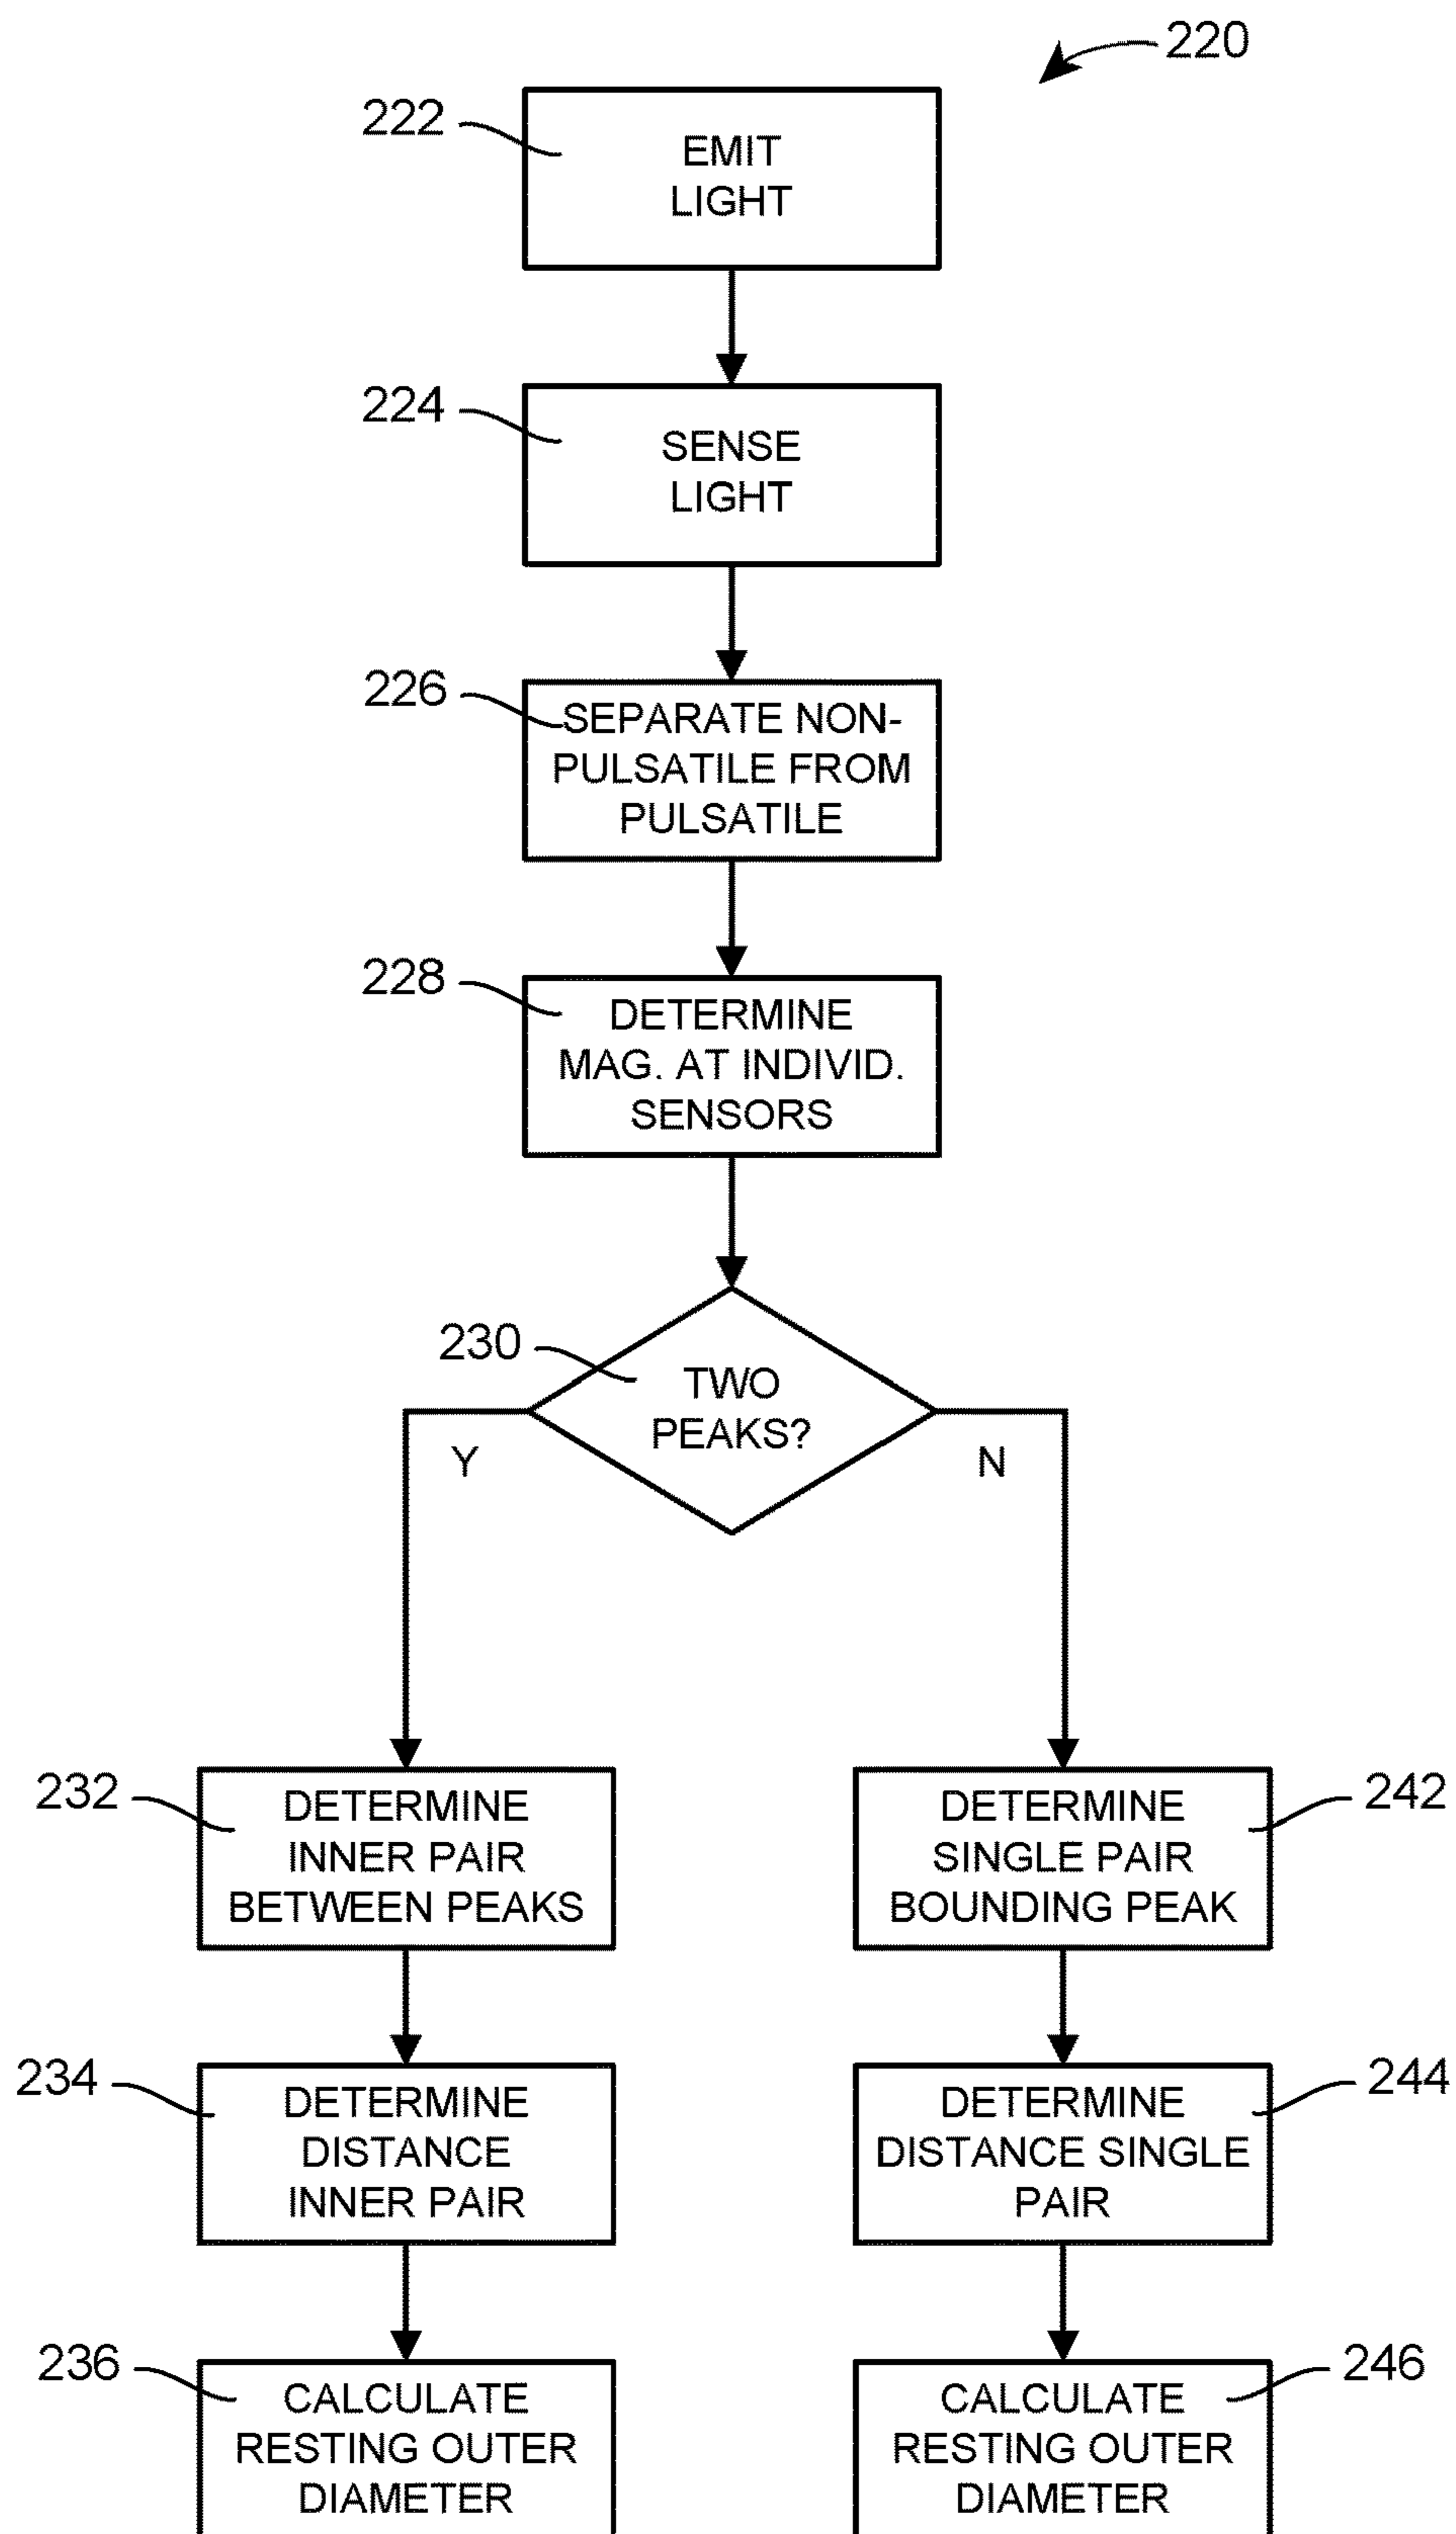 220
222
EMIT
LIGHT
224
SENSE
LIGHT
226
SEPARATE NON-
PULSATILE FROM
PULSATILE
228
DETERMINE
MAG. AT INDIVID.
SENSORS
230
TWO
PEAKS?
Y
N
232
DETERMINE
INNER PAIR
BETWEEN PEAKS
242
DETERMINE
SINGLE PAIR
BOUNDING PEAK
234
DETERMINE
DISTANCE
INNER PAIR
244
DETERMINE
DISTANCE SINGLE
PAIR
236
CALCULATE
RESTING OUTER
DIAMETER
246
CALCULATE
RESTING OUTER
DIAMETER